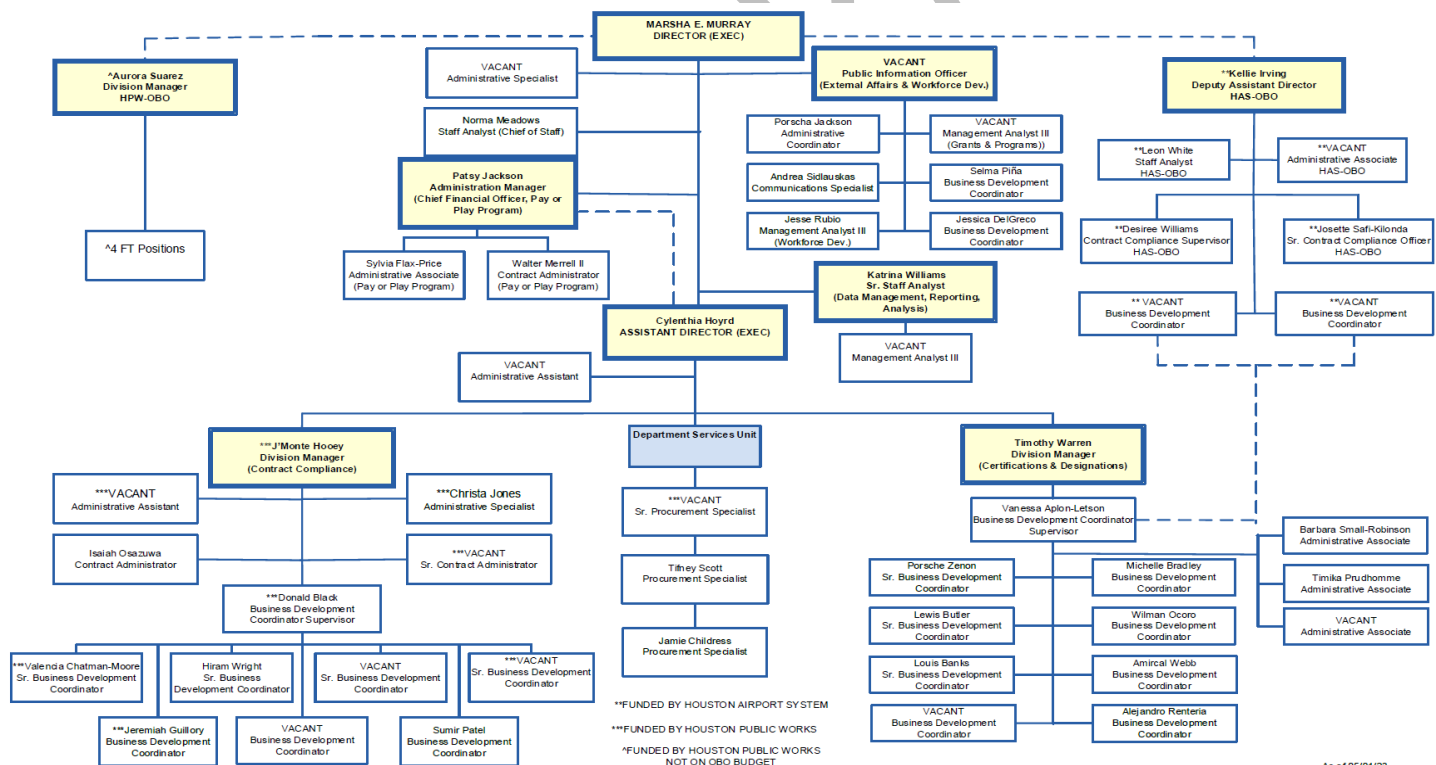 MARSHA E. MURRAY
DIRECTOR (EXEC)
^Aurora Suarez
Division Manager
HPW-OBO
VACANT
Administrative Specialist
VACANT
Public Information Officer
(External Affairs & Workforce Dev.)
**Kellie Irving
Deputy Assistant Director
HAS-OBO
Norma Meadows
Staff Analyst (Chief of Staff)
Porscha Jackson
Administrative
Coordinator
VACANT
Management Analyst III
(Grants & Programs))
**Leon White
Staff Analyst
HAS-OBO
**VACANT
Administrative Associate
HAS-OBO
Patsy Jackson
Administration Manager
(Chief Financial Officer, Pay or
Play Program)
Andrea Sidlauskas
Communications Specialist
Selma Piña
Business Development
Coordinator
^4 FT Positions
Jesse Rubio
Management Analyst III
(Workforce Dev.)
Jessica DelGreco
Business Development
Coordinator
**Desiree Williams
Contract Compliance Supervisor
HAS-OBO
**Josette Safi-Kilonda
Sr. Contract Compliance Officer
HAS-OBO
Sylvia Flax-Price
Administrative Associate
(Pay or Play Program)
Walter Merrell II
Contract Administrator
(Pay or Play Program)
Katrina Williams
Sr. Staff Analyst
(Data Management, Reporting,
Analysis)
** VACANT
Business Development
Coordinator
**VACANT
Business Development
Coordinator
Cylenthia Hoyrd
ASSISTANT DIRECTOR (EXEC)
VACANT
Management Analyst III
VACANT
Administrative Assistant
***J'Monte Hooey
Division Manager
(Contract Compliance)
Department Services Unit
Timothy Warren
Division Manager
(Certifications & Designations)
***VACANT
Administrative Assistant
***Christa Jones
Administrative Specialist
***VACANT
Sr. Procurement Specialist
Vanessa Aplon-Letson
Business Development Coordinator
Supervisor
Barbara Small-Robinson
Administrative Associate
Isaiah Osazuwa
Contract Administrator
***VACANT
Sr. Contract Administrator
Tifney Scott
Procurement Specialist
Porsche Zenon
Sr. Business Development
Coordinator
Michelle Bradley
Business Development
Coordinator
Timika Prudhomme
Administrative Associate
***Donald Black
Business Development
Coordinator Supervisor
Lewis Butler
Sr. Business Development
Coordinator
Wilman Ocoro
Business Development
Coordinator
VACANT
Administrative Associate
Jamie Childress
Procurement Specialist
***Valencia Chatman-Moore
Sr. Business Development
Coordinator
Hiram Wright
Sr. Business
Development Coordinator
VACANT
Sr. Business Development
Coordinator
***VACANT
Sr. Business Development
Coordinator
Louis Banks
Sr. Business Development
Coordinator
Amircal Webb
Business Development
Coordinator
***Jeremiah Guillory
Business Development
Coordinator
VACANT
Business Development
Coordinator
Sumir Patel
Business Development
Coordinator
VACANT
Business Development
Coordinator
Alejandro Renteria
Business Development
Coordinator
**FUNDED BY HOUSTON AIRPORT SYSTEM
***FUNDED BY HOUSTON PUBLIC WORKS
^FUNDED BY HOUSTON PUBLIC WORKS
NOT ON OBO BUDGET